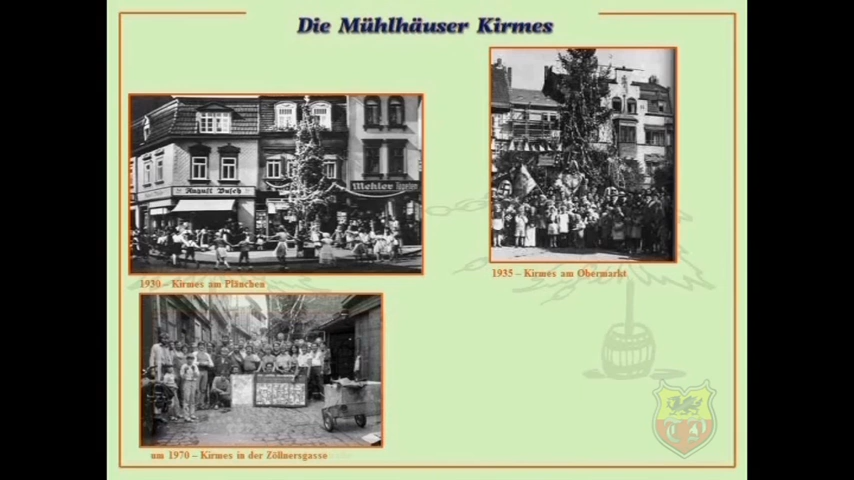 Die Mühlhäuser Kirmes
August Busch
Mehler Tapeten
1930 – Kirmes am Plänchen
1935 – Kirmes am Obermarkt
um 1970 – Kirmes in der Zöllnersgasse